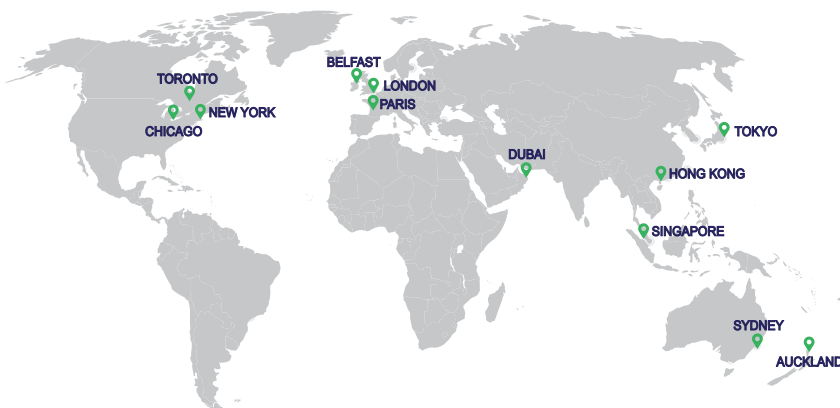 BELFAST
TORONTO
LONDON
PARIS
NEW YORK
CHICAGO
TOKYO
DUBAI
HONG KONG
SINGAPORE
SYDNEY
AUCKLAND